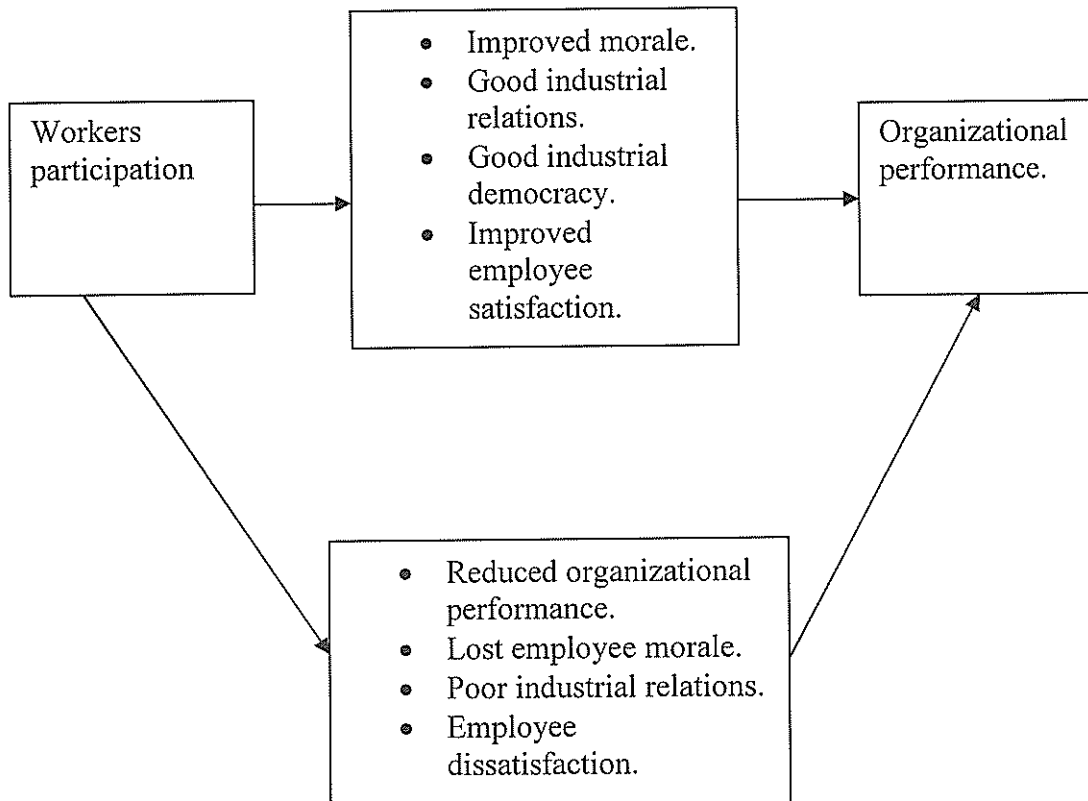 Workers
participation
• Improved morale.
• Good industrial
relations.
• Good industrial
democracy.
• Improved
employee
satisfaction.
Organizational
performance.
• Reduced organizational
performance.
• Lost employee morale.
• Poor industrial relations.
• Employee
dissatisfaction.